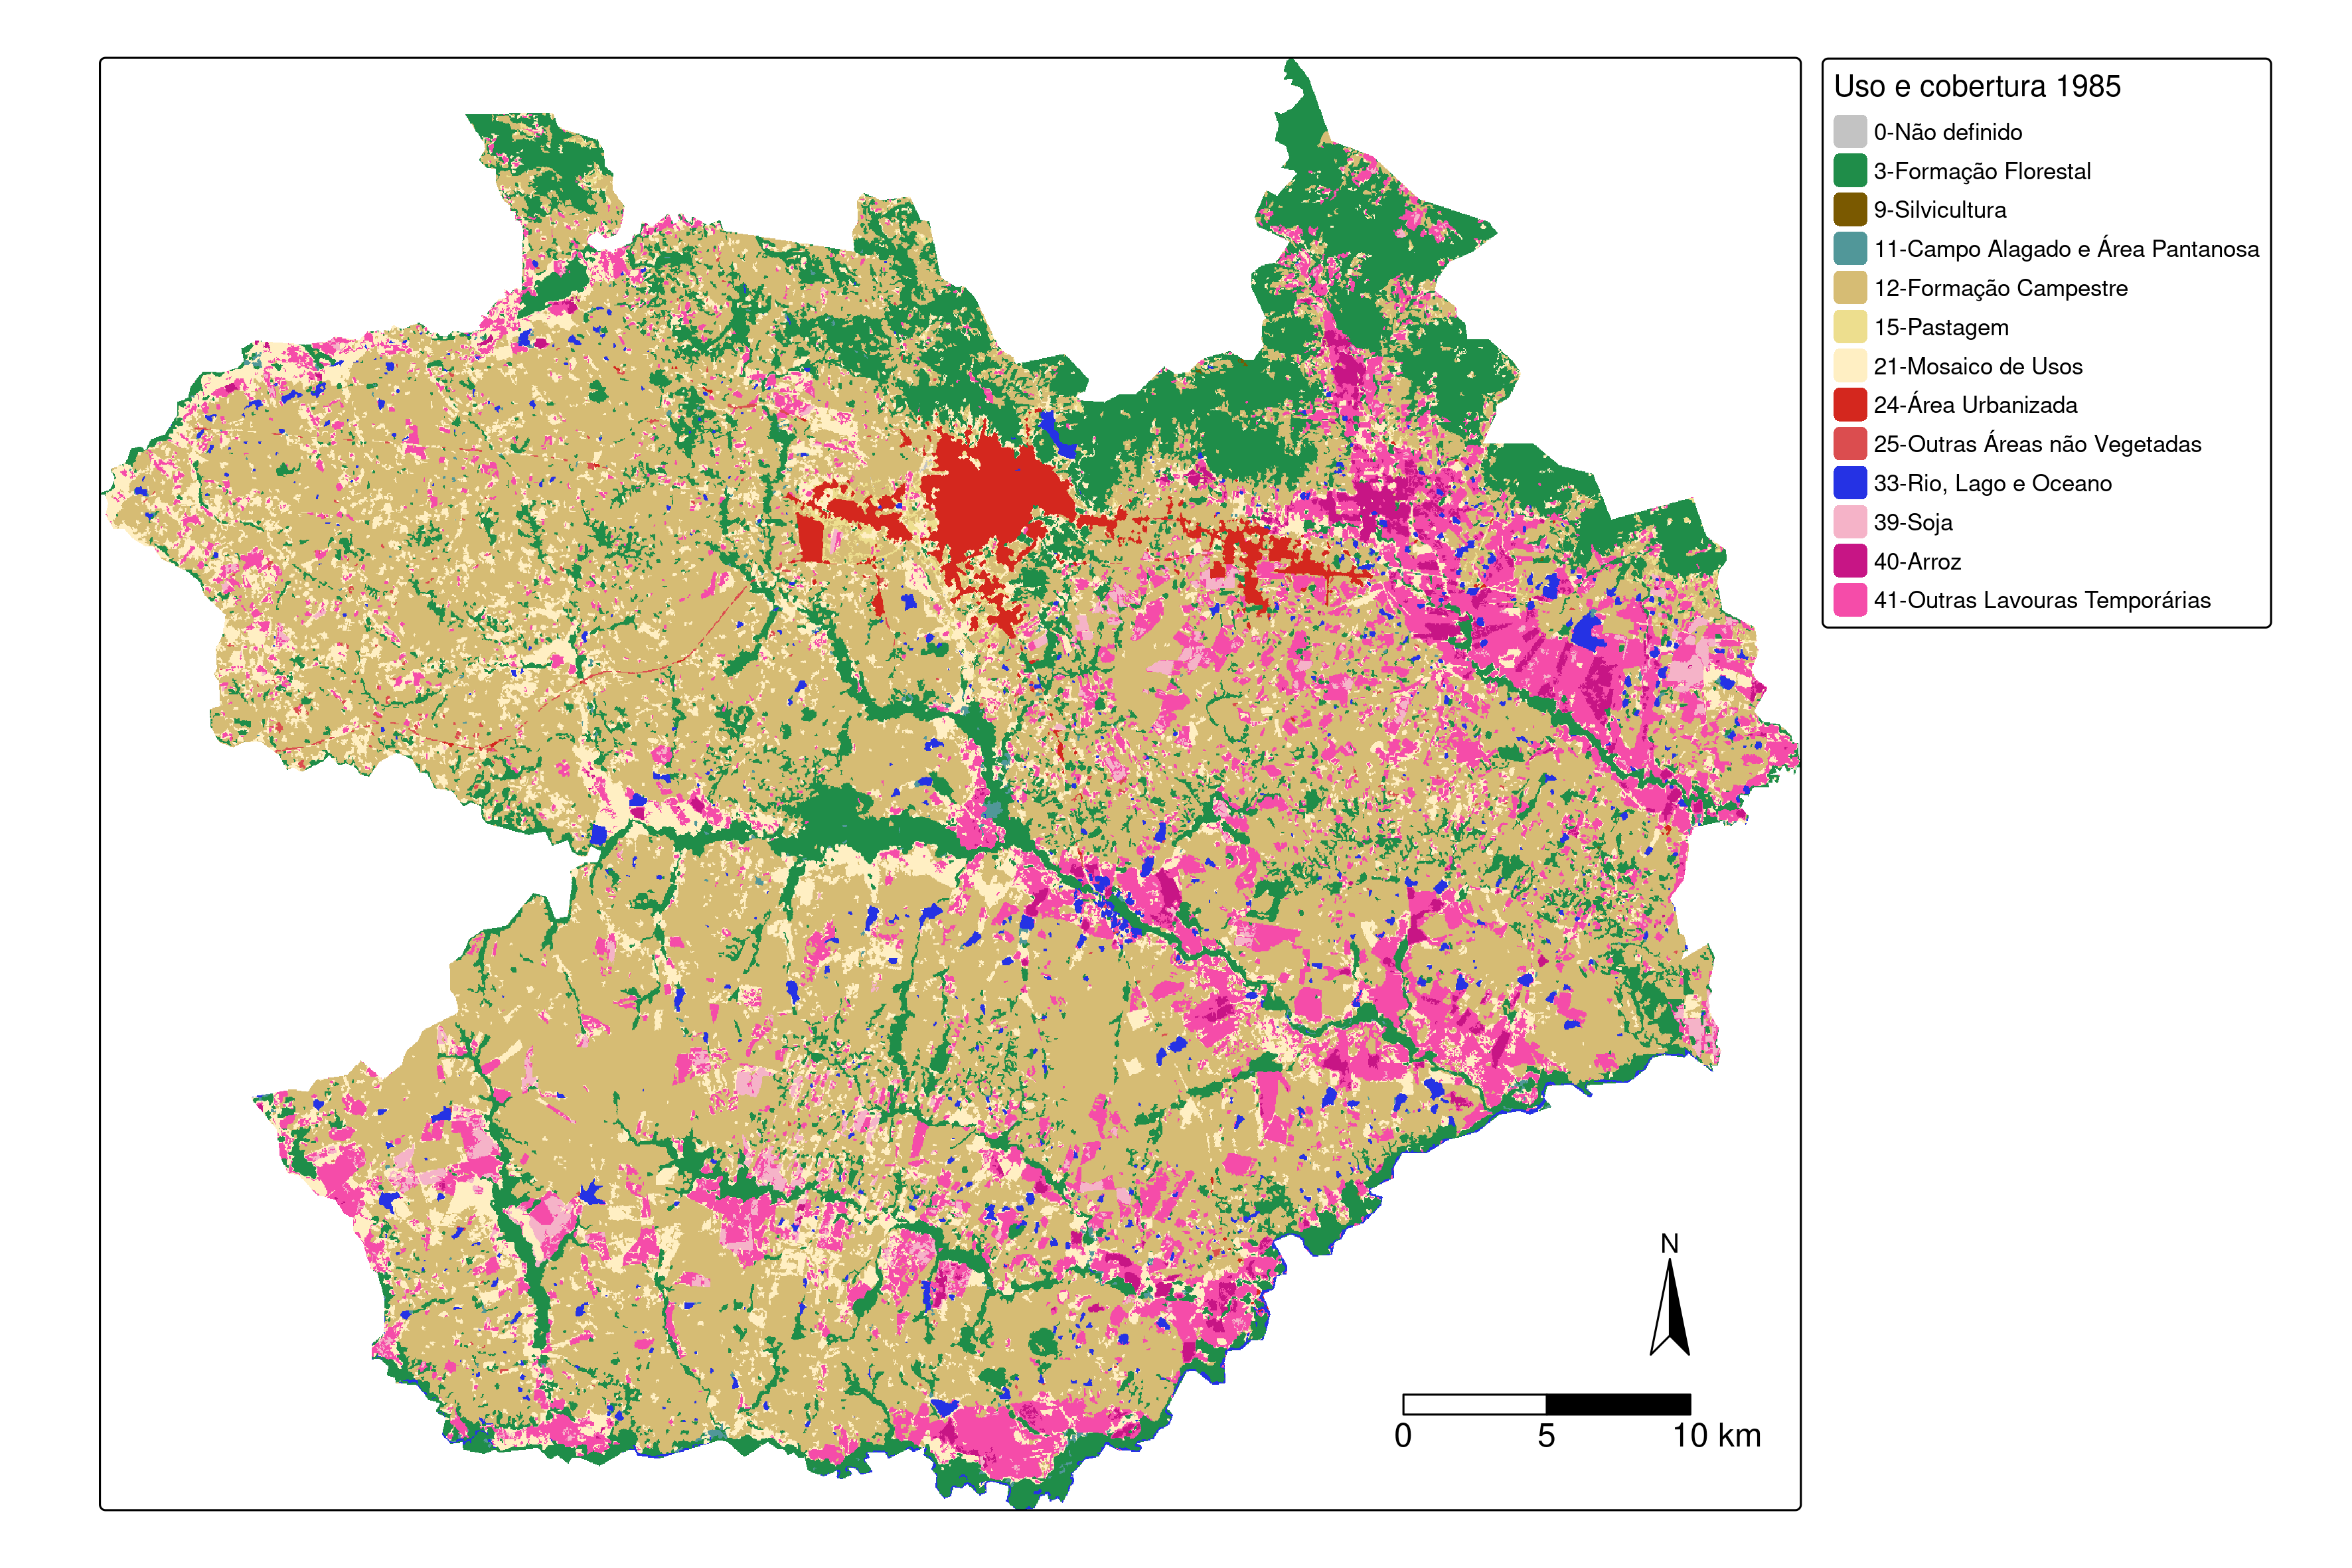 Uso e cobertura 1985
0-Não definido
3-Formação Florestal
9-Silvicultura
11-Campo Alagado e Área Pantanosa
12-Formação Campestre
15-Pastagem
21-Mosaico de Usos
24-Área Urbanizada
25-Outras Áreas não Vegetadas
33-Rio, Lago e Oceano
39-Soja
40-Arroz
41-Outras Lavouras Temporárias
N
0 5 10 km